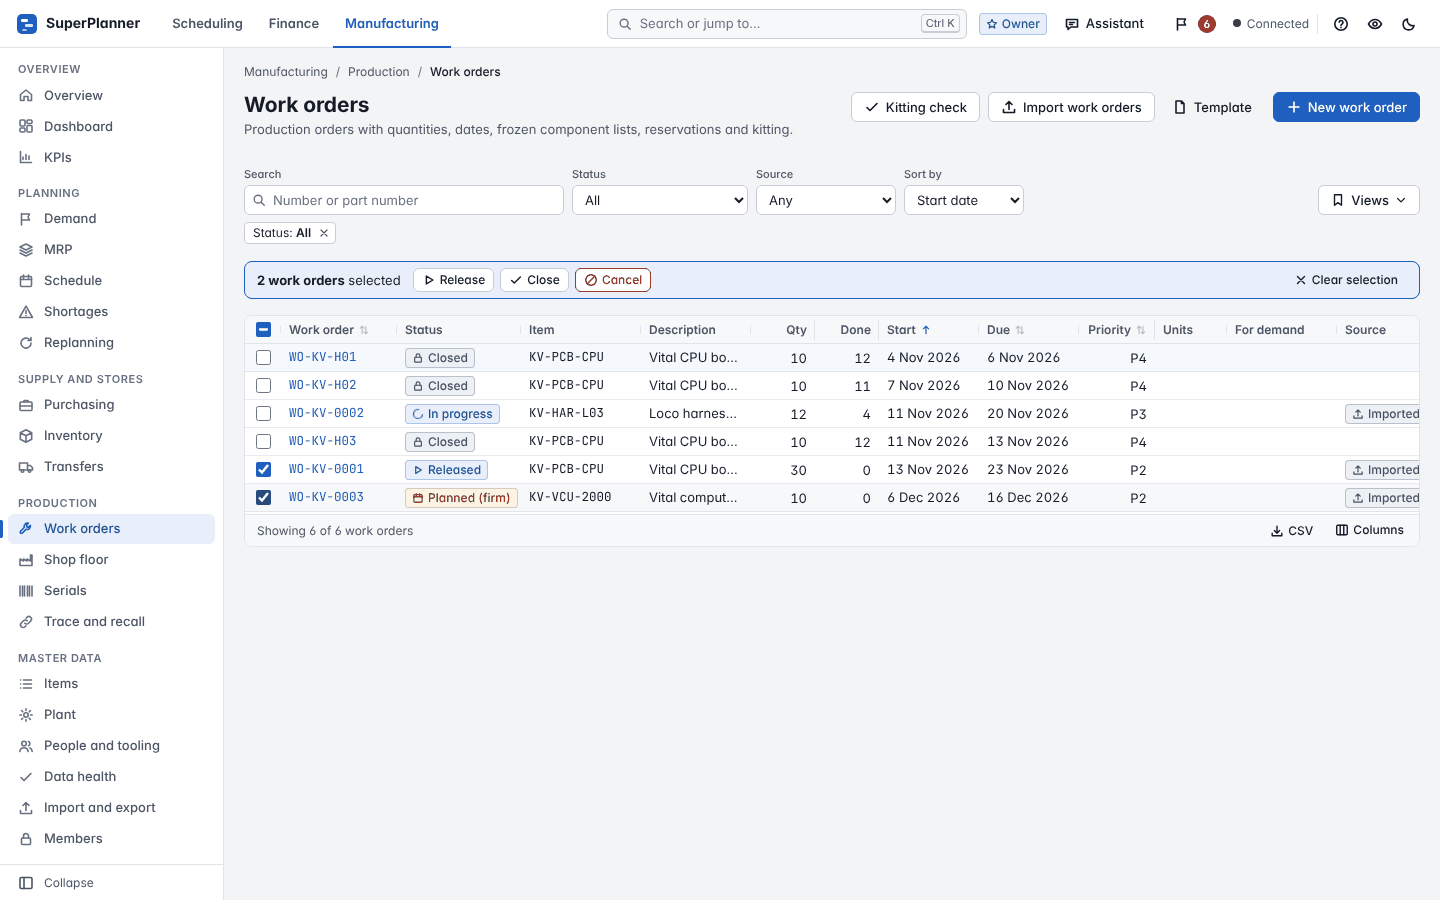 SuperPlanner
Scheduling
Finance
Manufacturing
Search or jump to...
Ctrl K
Owner
Assistant
6
Connected
OVERVIEW
Overview
Dashboard
KPIs
PLANNING
Demand
MRP
Schedule
Shortages
Replanning
SUPPLY AND STORES
Purchasing
Inventory
Transfers
PRODUCTION
Work orders
Shop floor
Serials
Trace and recall
MASTER DATA
Items
Plant
People and tooling
Data health
Import and export
Members
Collapse
Manufacturing / Production / Work orders
Work orders
Production orders with quantities, dates, frozen component lists, reservations and kitting.
Kitting check
Import work orders
Template
New work order
Search
Status
Source
Sort by
Number or part number
All
Any
Start date
Views
Status: All
2 work orders selected
Release
Close
Cancel
Clear selection
Work order Status Item Description Qty Done Start Due Priority Units For demand Source
WO-KV-H01 Closed KV-PCB-CPU Vital CPU bo... 10 12 4 Nov 2026 6 Nov 2026 P4
WO-KV-H02 Closed KV-PCB-CPU Vital CPU bo... 10 11 7 Nov 2026 10 Nov 2026 P4
WO-KV-0002 In progress KV-HAR-L03 Loco harnes... 12 4 11 Nov 2026 20 Nov 2026 P3 Imported
WO-KV-H03 Closed KV-PCB-CPU Vital CPU bo... 10 12 11 Nov 2026 13 Nov 2026 P4
WO-KV-0001 Released KV-PCB-CPU Vital CPU bo... 30 0 13 Nov 2026 23 Nov 2026 P2 Imported
WO-KV-0003 Planned (firm) KV-VCU-2000 Vital comput... 10 0 6 Dec 2026 16 Dec 2026 P2 Imported
Showing 6 of 6 work orders
CSV
Columns